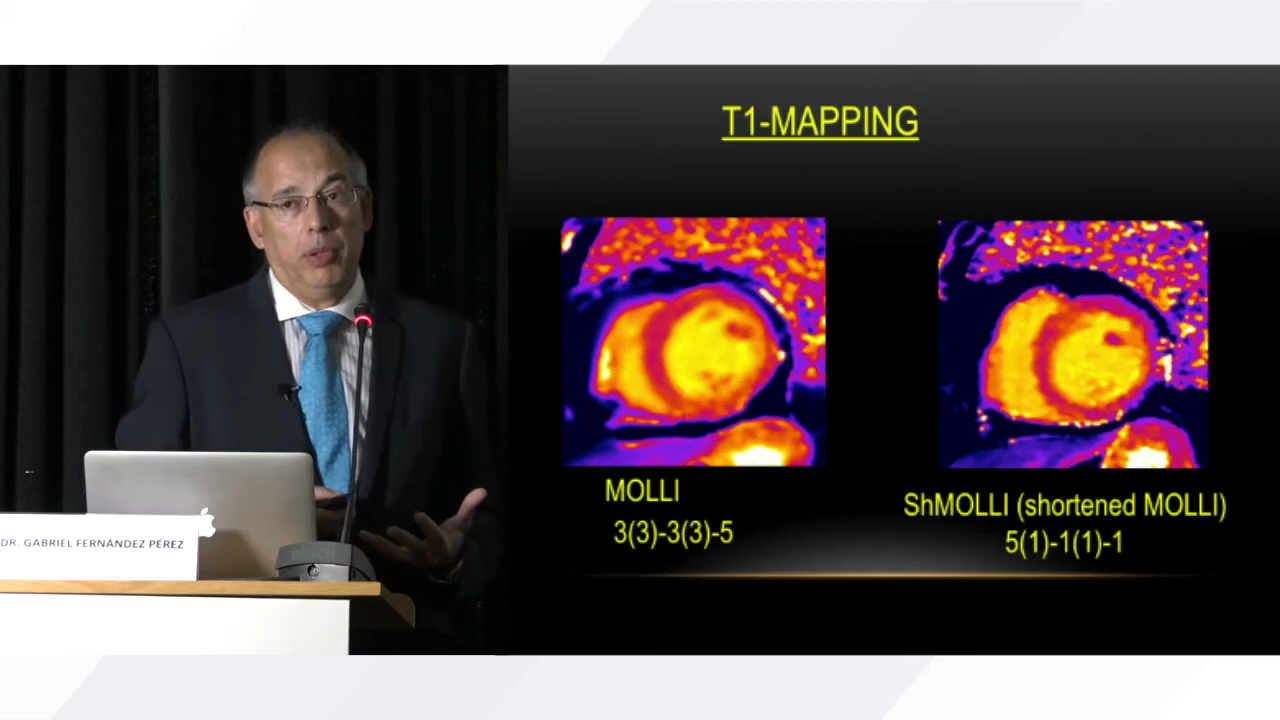 T1-MAPPING
MOLLI
3(3)-3(3)-5
ShMOLLI (shortened MOLLI)
5(1)-1(1)-1
DR. GABRIEL FERNÁNDEZ PÉREZ